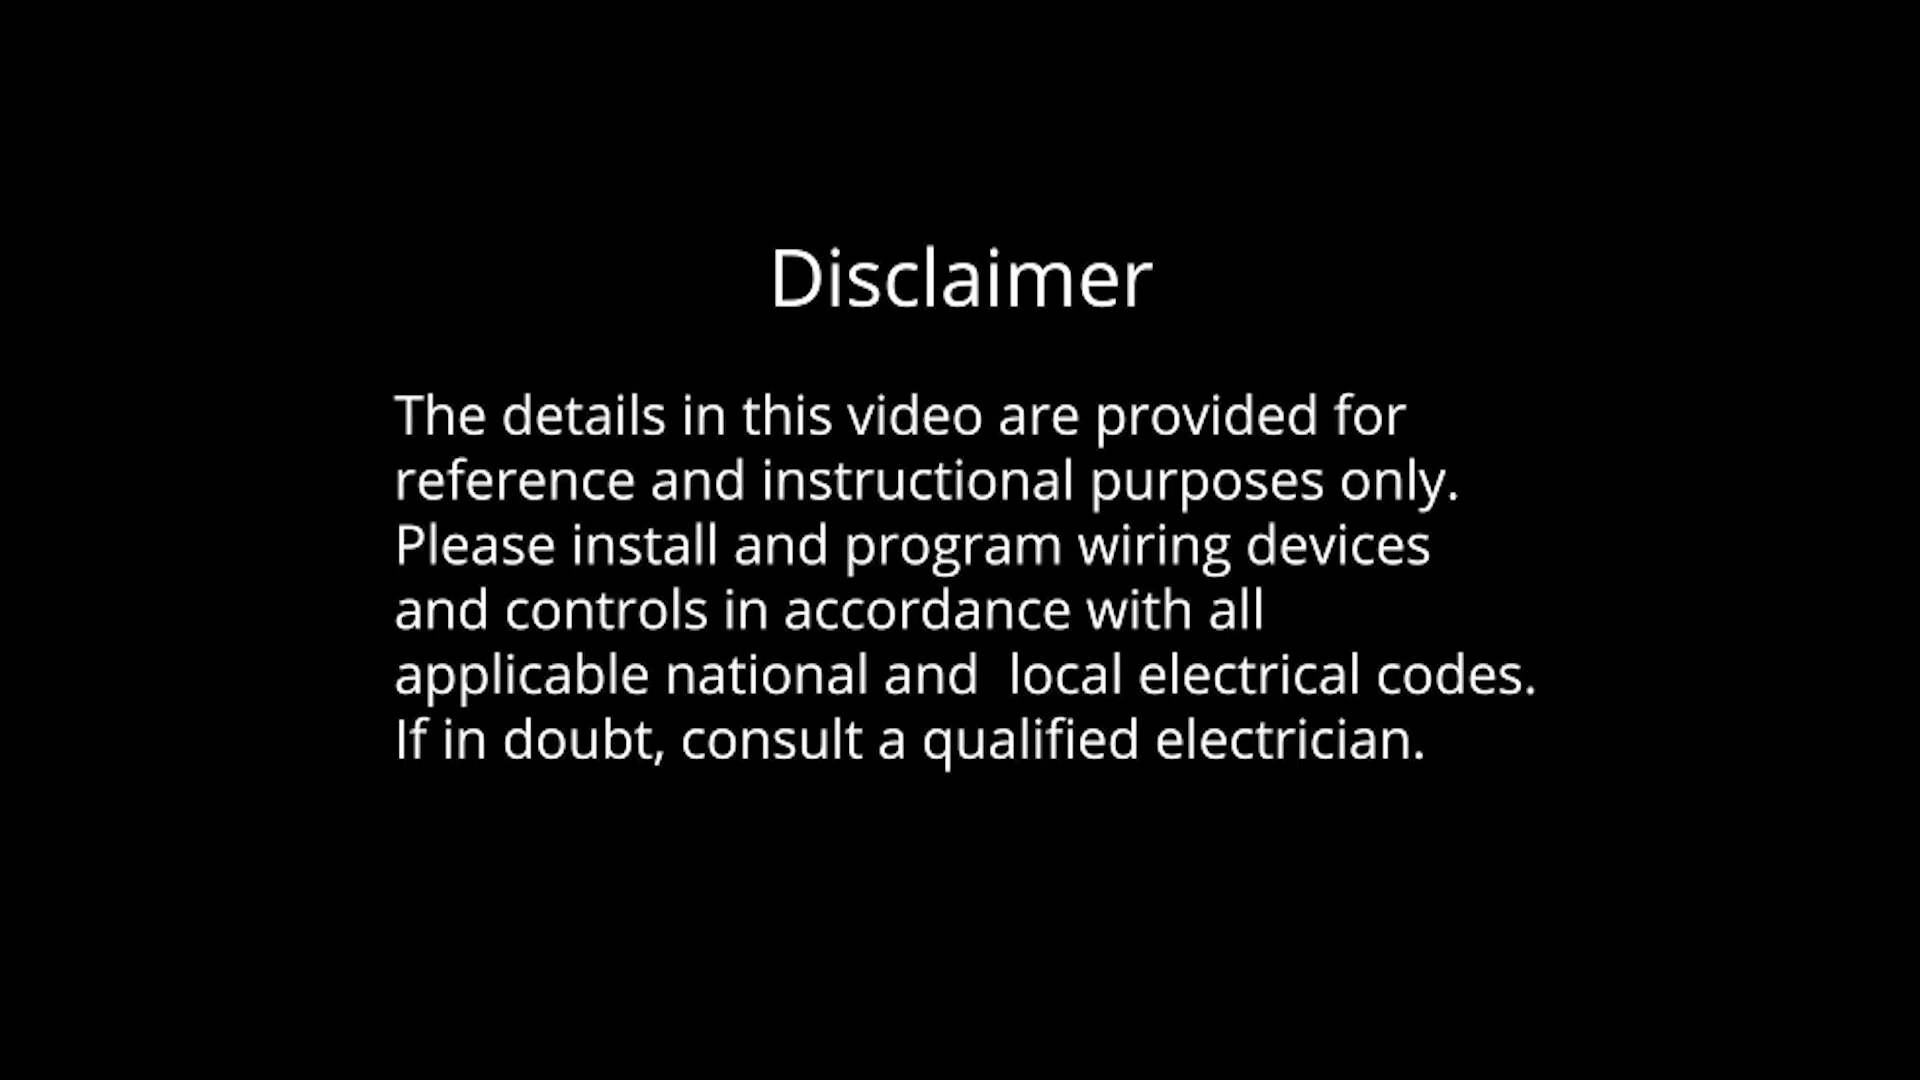 Disclaimer
The details in this video are provided for
reference and instructional purposes only.
Please install and program wiring devices
and controls in accordance with all
applicable national and  local electrical codes.
If in doubt, consult a qualified electrician.